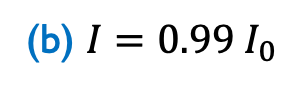 (b) I = 0.99 I₀